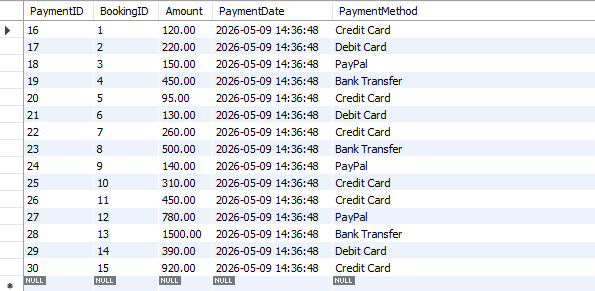 PaymentID BookingID Amount PaymentDate PaymentMethod
16 1 120.00 2026-05-09 14:36:48 Credit Card
17 2 220.00 2026-05-09 14:36:48 Debit Card
18 3 150.00 2026-05-09 14:36:48 PayPal
19 4 450.00 2026-05-09 14:36:48 Bank Transfer
20 5 95.00 2026-05-09 14:36:48 Credit Card
21 6 130.00 2026-05-09 14:36:48 Debit Card
22 7 260.00 2026-05-09 14:36:48 Credit Card
23 8 500.00 2026-05-09 14:36:48 Bank Transfer
24 9 140.00 2026-05-09 14:36:48 PayPal
25 10 310.00 2026-05-09 14:36:48 Credit Card
26 11 450.00 2026-05-09 14:36:48 Credit Card
27 12 780.00 2026-05-09 14:36:48 PayPal
28 13 1500.00 2026-05-09 14:36:48 Bank Transfer
29 14 390.00 2026-05-09 14:36:48 Debit Card
30 15 920.00 2026-05-09 14:36:48 Credit Card
NULL NULL NULL NULL NULL